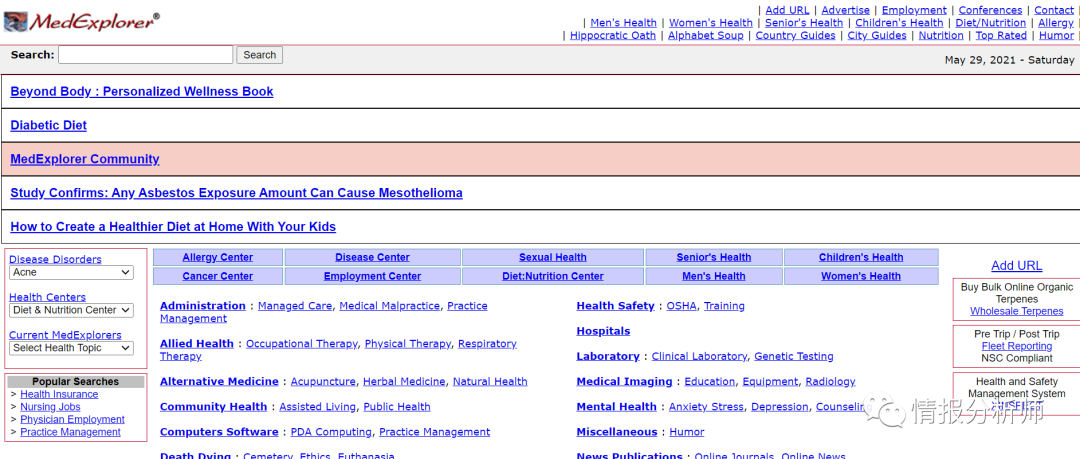 MedExplorer®
| Add URL | Advertise | Employment | Conferences | Contact |
| Men's Health | Women's Health | Senior's Health | Children's Health | Diet/Nutrition | Allergy |
| Hippocratic Oath | Alphabet Soup | Country Guides | City Guides | Nutrition | Top Rated | Humor |
Search: Search
May 29, 2021 - Saturday
Beyond Body : Personalized Wellness Book
Diabetic Diet
MedExplorer Community
Study Confirms: Any Asbestos Exposure Amount Can Cause Mesothelioma
How to Create a Healthier Diet at Home With Your Kids
Disease Disorders
Acne
Health Centers
Diet & Nutrition Center
Current MedExplorers
Select Health Topic
Popular Searches
> Health Insurance
> Nursing Jobs
> Physician Employment
> Practice Management
Allergy Center Disease Center Sexual Health Senior's Health Children's Health
Cancer Center Employment Center Diet:Nutrition Center Men's Health Women's Health
Administration : Managed Care, Medical Malpractice, Practice
Management
Allied Health : Occupational Therapy, Physical Therapy, Respiratory
Therapy
Alternative Medicine : Acupuncture, Herbal Medicine, Natural Health
Community Health : Assisted Living, Public Health
Computers Software : PDA Computing, Practice Management
Death Dying : Cemetery, Ethics, Euthanasia
Health Safety : OSHA, Training
Hospitals
Laboratory : Clinical Laboratory, Genetic Testing
Medical Imaging : Education, Equipment, Radiology
Mental Health : Anxiety Stress, Depression, Counselin
Miscellaneous : Humor
News Publications : Online Journals, Online News
Add URL
Buy Bulk Online Organic
Terpenes
Wholesale Terpenes
Pre Trip / Post Trip
Fleet Reporting
NSC Compliant
Health and Safety
Management System
情报分析师